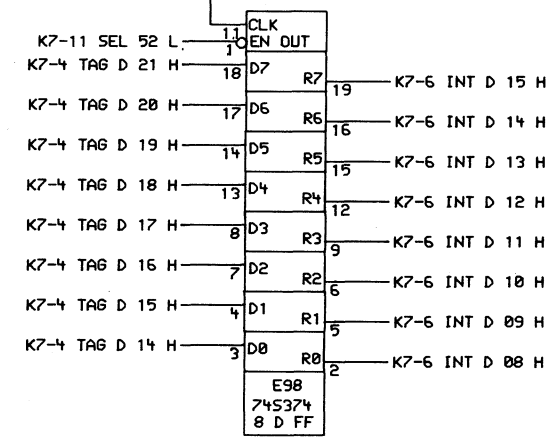 CLK
11
K7-11 SEL 52 L
1
EN OUT
K7-4 TAG D 21 H
18
D7
R7
19
K7-6 INT D 15 H
K7-4 TAG D 20 H
17
D6
R6
16
K7-6 INT D 14 H
K7-4 TAG D 19 H
14
D5
R5
15
K7-6 INT D 13 H
K7-4 TAG D 18 H
13
D4
R4
12
K7-6 INT D 12 H
K7-4 TAG D 17 H
8
D3
R3
9
K7-6 INT D 11 H
K7-4 TAG D 16 H
7
D2
R2
6
K7-6 INT D 10 H
K7-4 TAG D 15 H
4
D1
R1
5
K7-6 INT D 09 H
K7-4 TAG D 14 H
3
D0
R0
2
K7-6 INT D 08 H
E98
74S374
8 D FF